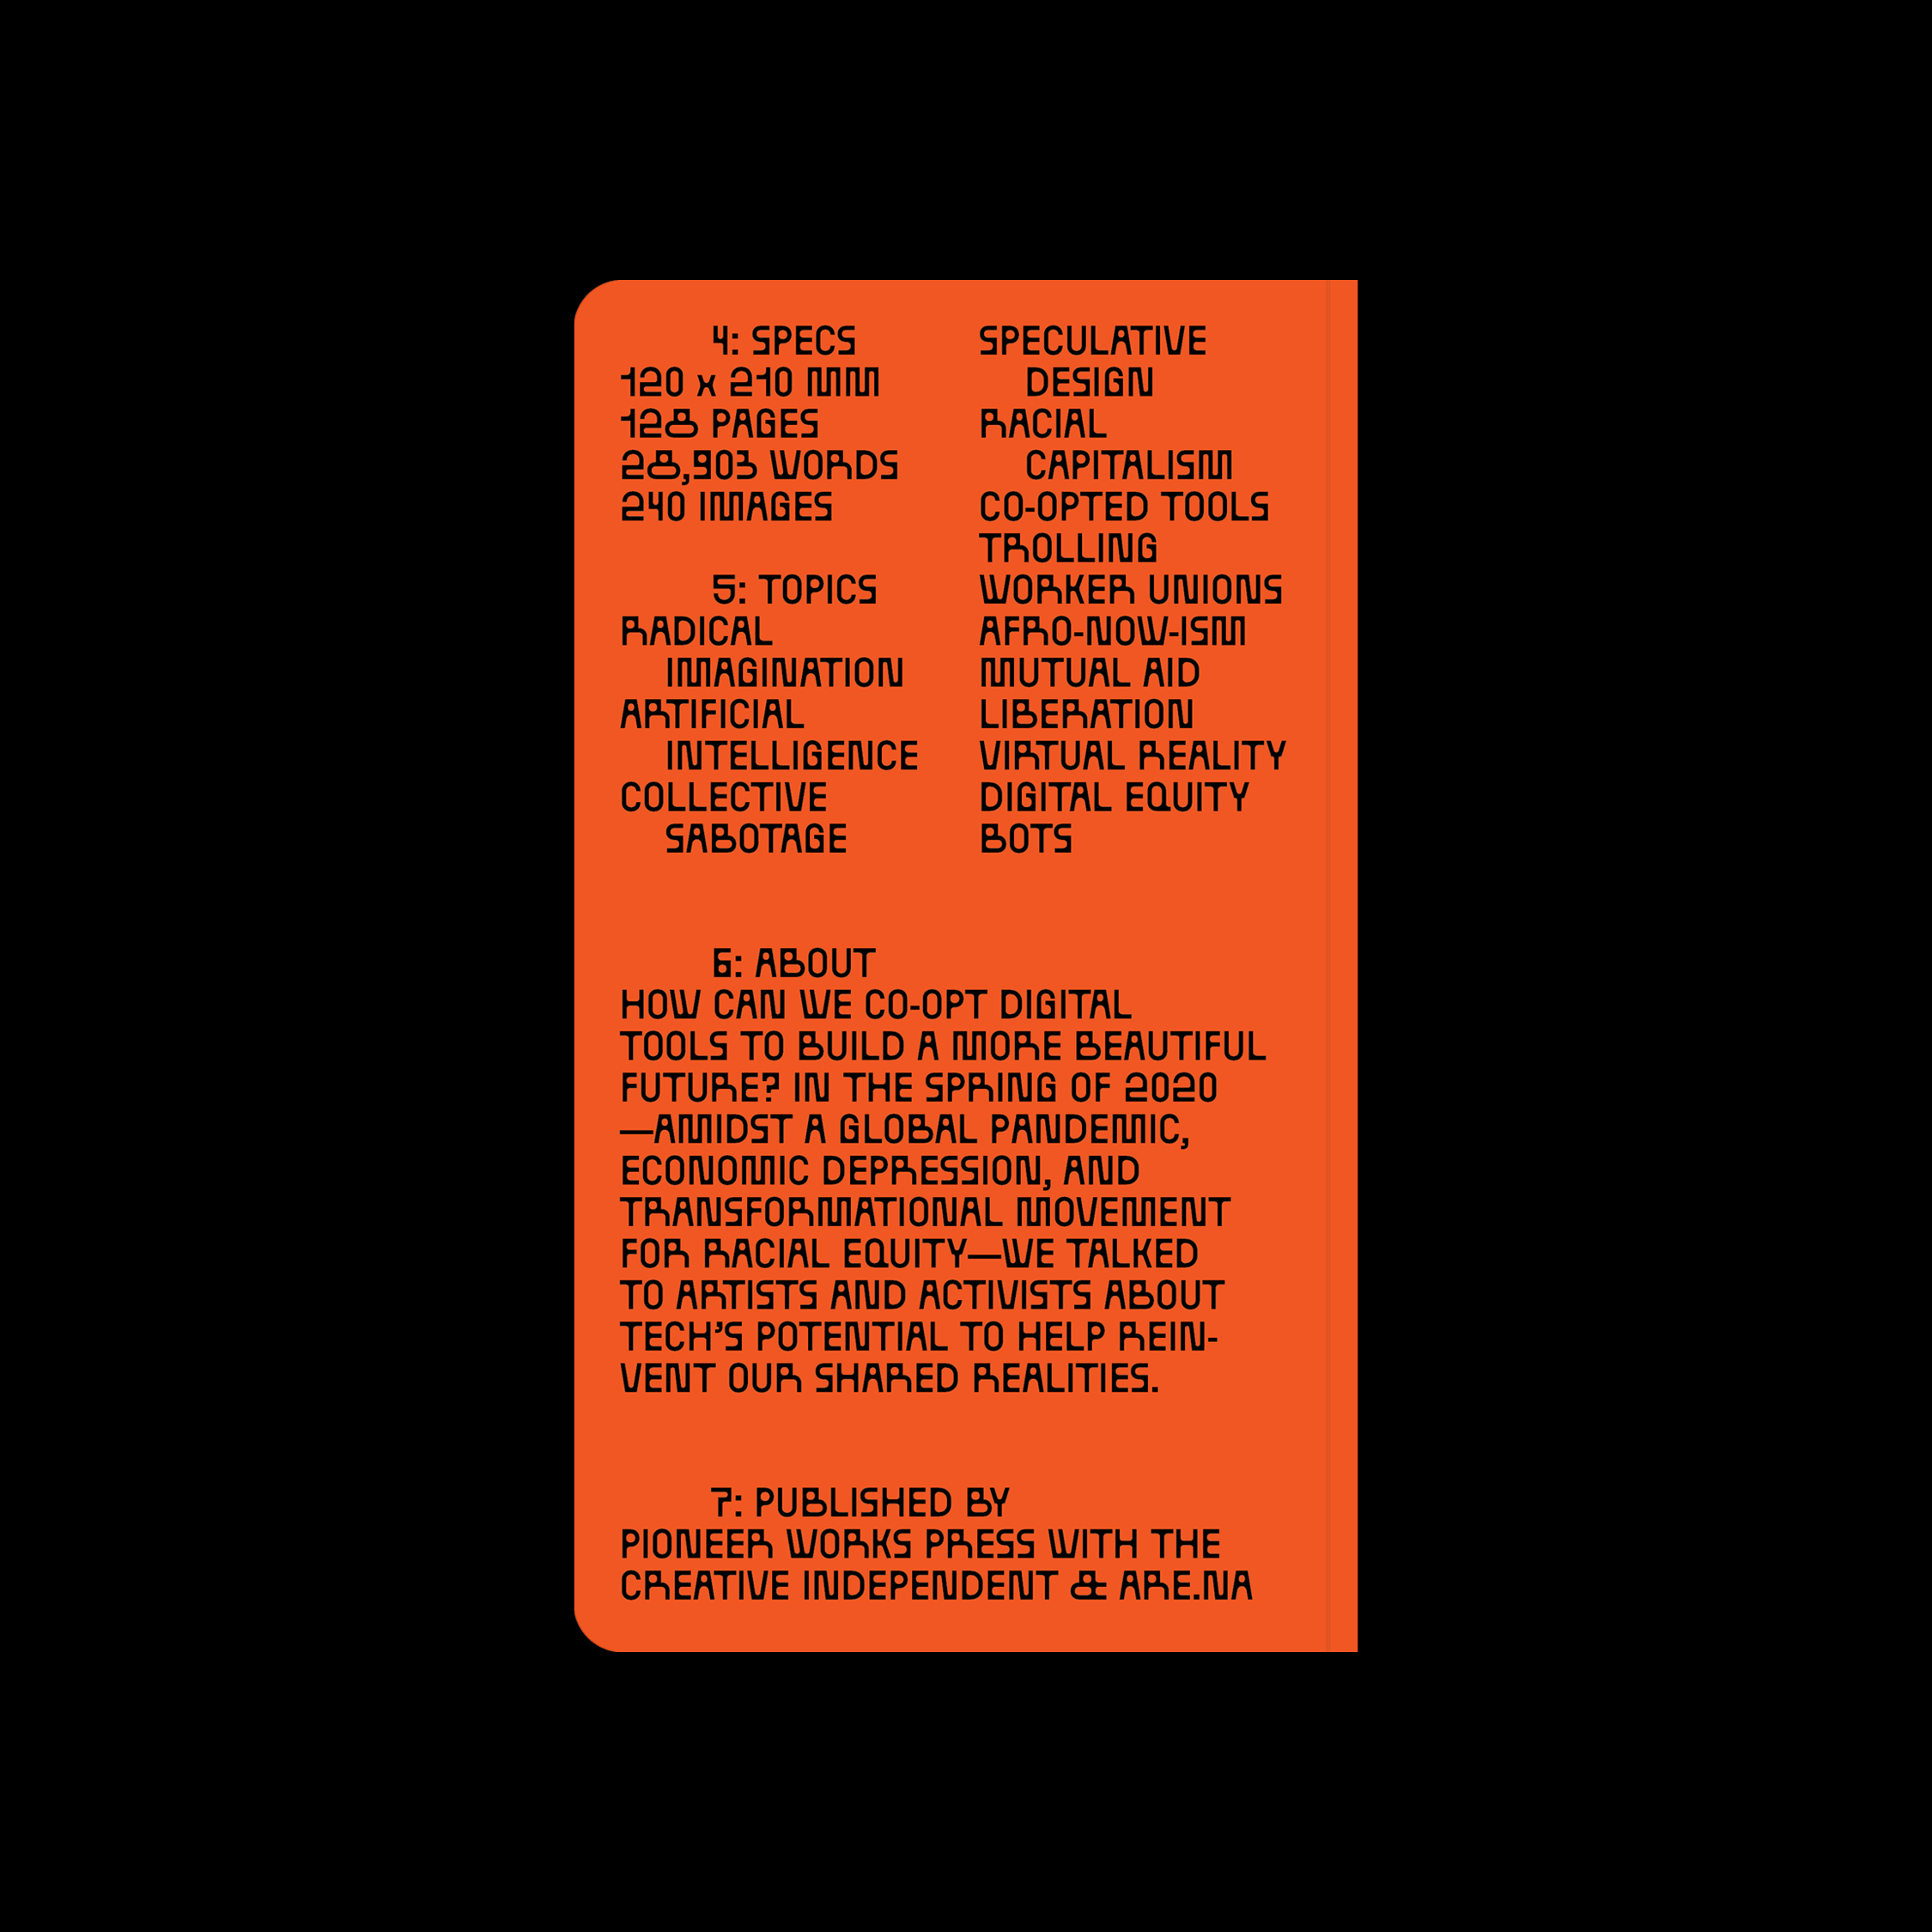 4: SPECS
120 x 210 MM
128 PAGES
28,903 WORDS
240 IMAGES
5: TOPICS
RADICAL
IMAGINATION
ARTIFICIAL
INTELLIGENCE
COLLECTIVE
SABOTAGE
SPECULATIVE
DESIGN
RACIAL
CAPITALISM
CO-OPTED TOOLS
TROLLING
WORKER UNIONS
AFRO-NOW-ISM
MUTUAL AID
LIBERATION
VIRTUAL REALITY
DIGITAL EQUITY
BOTS
6: ABOUT
HOW CAN WE CO-OPT DIGITAL
TOOLS TO BUILD A MORE BEAUTIFUL
FUTURE? IN THE SPRING OF 2020
—AMIDST A GLOBAL PANDEMIC,
ECONOMIC DEPRESSION, AND
TRANSFORMATIONAL MOVEMENT
FOR RACIAL EQUITY—WE TALKED
TO ARTISTS AND ACTIVISTS ABOUT
TECH’S POTENTIAL TO HELP REIN-
VENT OUR SHARED REALITIES.
7: PUBLISHED BY
PIONEER WORKS PRESS WITH THE
CREATIVE INDEPENDENT & ARE.NA